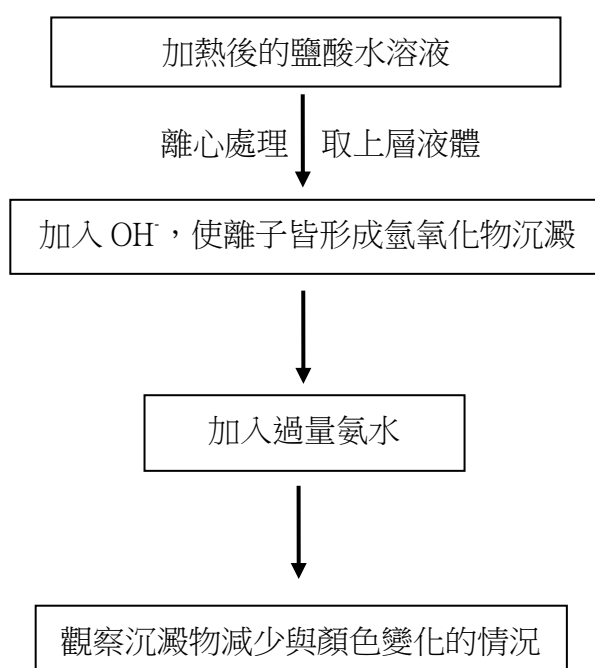 加熱後的鹽酸水溶液
離心處理 取上層液體
加入 OH⁻，使離子皆形成氫氧化物沉澱
加入過量氨水
觀察沉澱物減少與顏色變化的情況